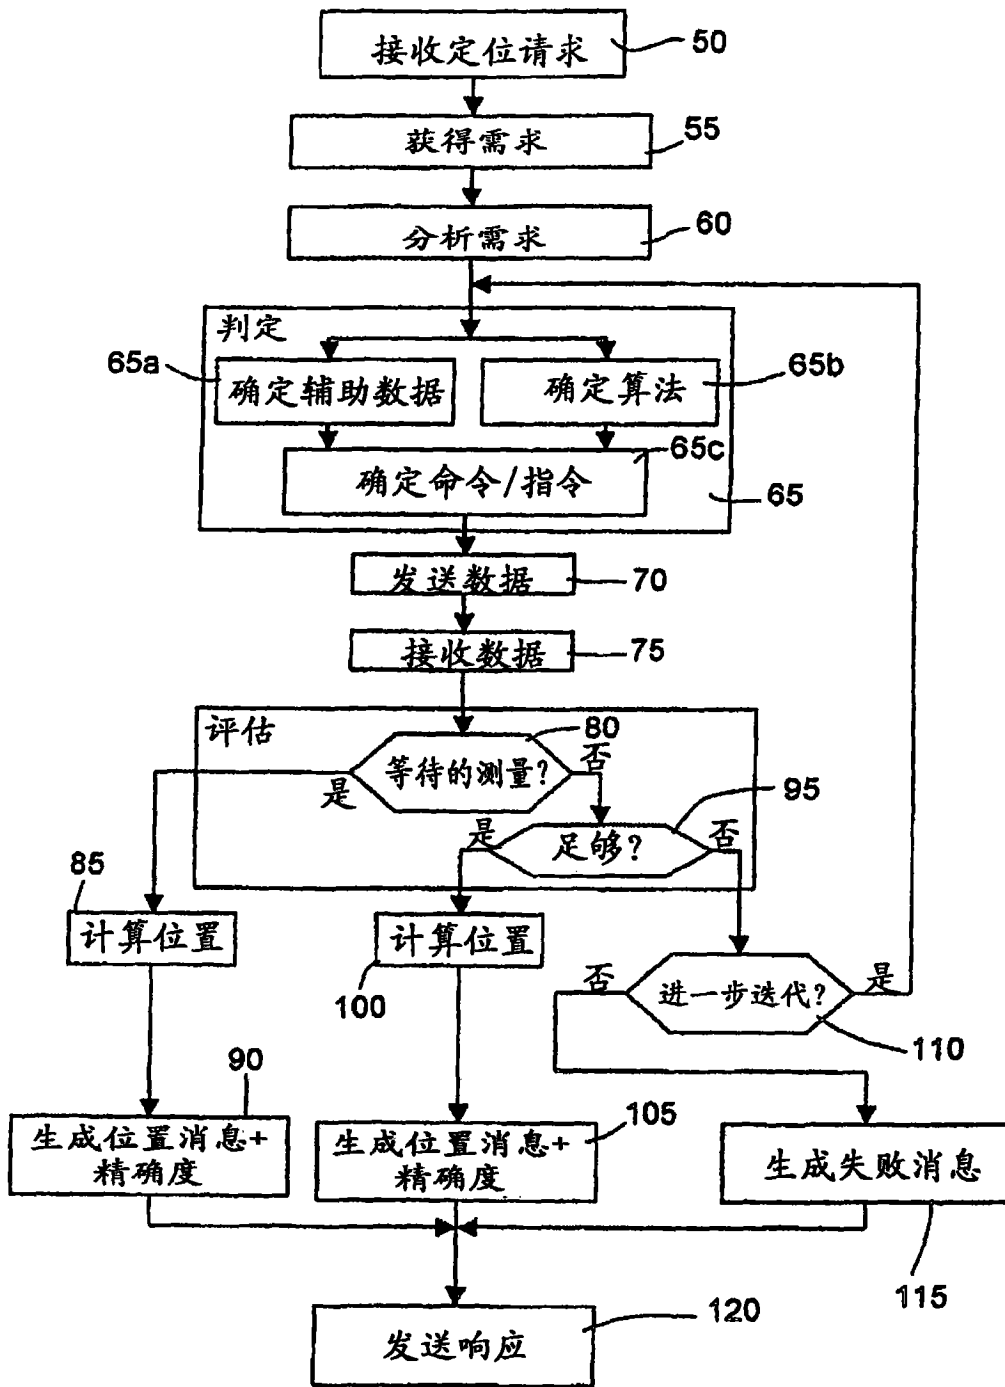 接收定位请求
50
获得需求
55
分析需求
60
判定
65a
确定辅助数据
确定算法
65b
65c
确定命令/指令
65
发送数据
70
接收数据
75
评估
80
等待的测量?
是
否
95
足够?
是
否
85
计算位置
计算位置
100
进一步迭代?
否
是
110
90
生成位置消息+
精确度
105
生成位置消息+
精确度
生成失败消息
115
发送响应
120